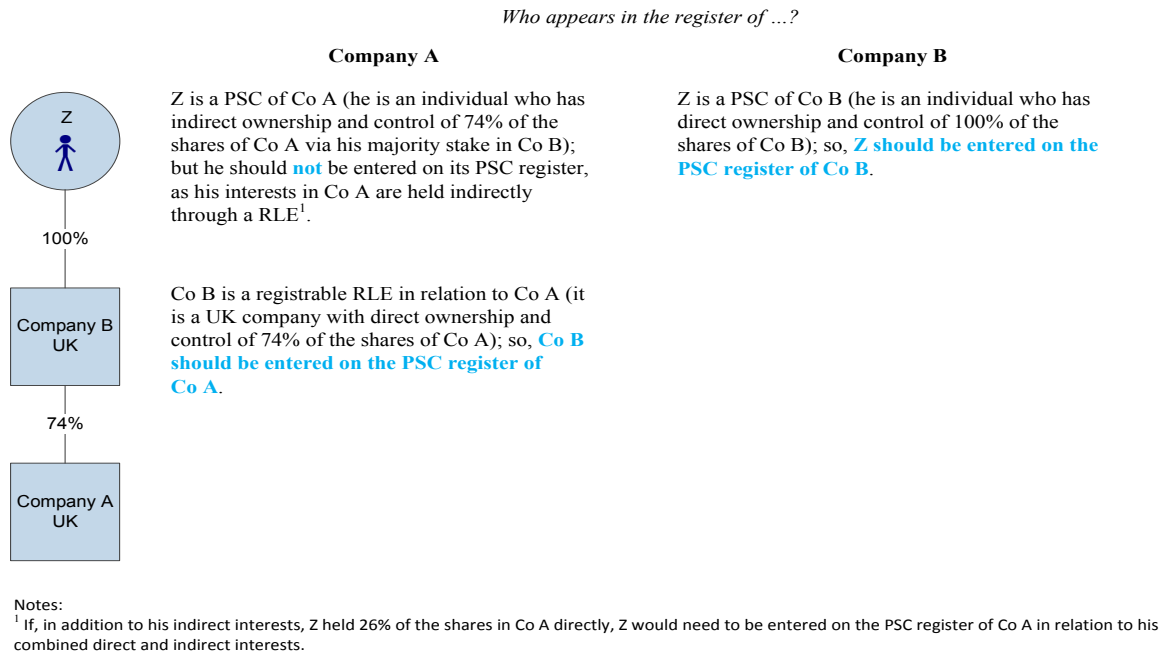 Who appears in the register of …?
Company A
Company B
Z
Z is a PSC of Co A (he is an individual who has
indirect ownership and control of 74% of the
shares of Co A via his majority stake in Co B);
but he should not be entered on its PSC register,
as his interests in Co A are held indirectly
through a RLE1.
Z is a PSC of Co B (he is an individual who has
direct ownership and control of 100% of the
shares of Co B); so, Z should be entered on the
PSC register of Co B.
100%
Company B
UK
Co B is a registrable RLE in relation to Co A (it
is a UK company with direct ownership and
control of 74% of the shares of Co A); so, Co B
should be entered on the PSC register of
Co A.
74%
Company A
UK
Notes:
1 If, in addition to his indirect interests, Z held 26% of the shares in Co A directly, Z would need to be entered on the PSC register of Co A in relation to his
combined direct and indirect interests.